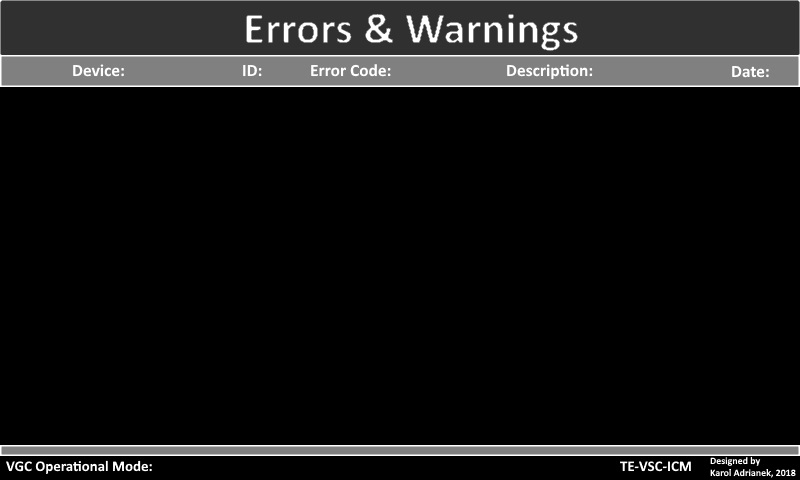 Errors & Warnings
Device: ID: Error Code: Description: Date:
VGC Operational Mode: TE-VSC-ICM Designed by
Karol Adrianek, 2018